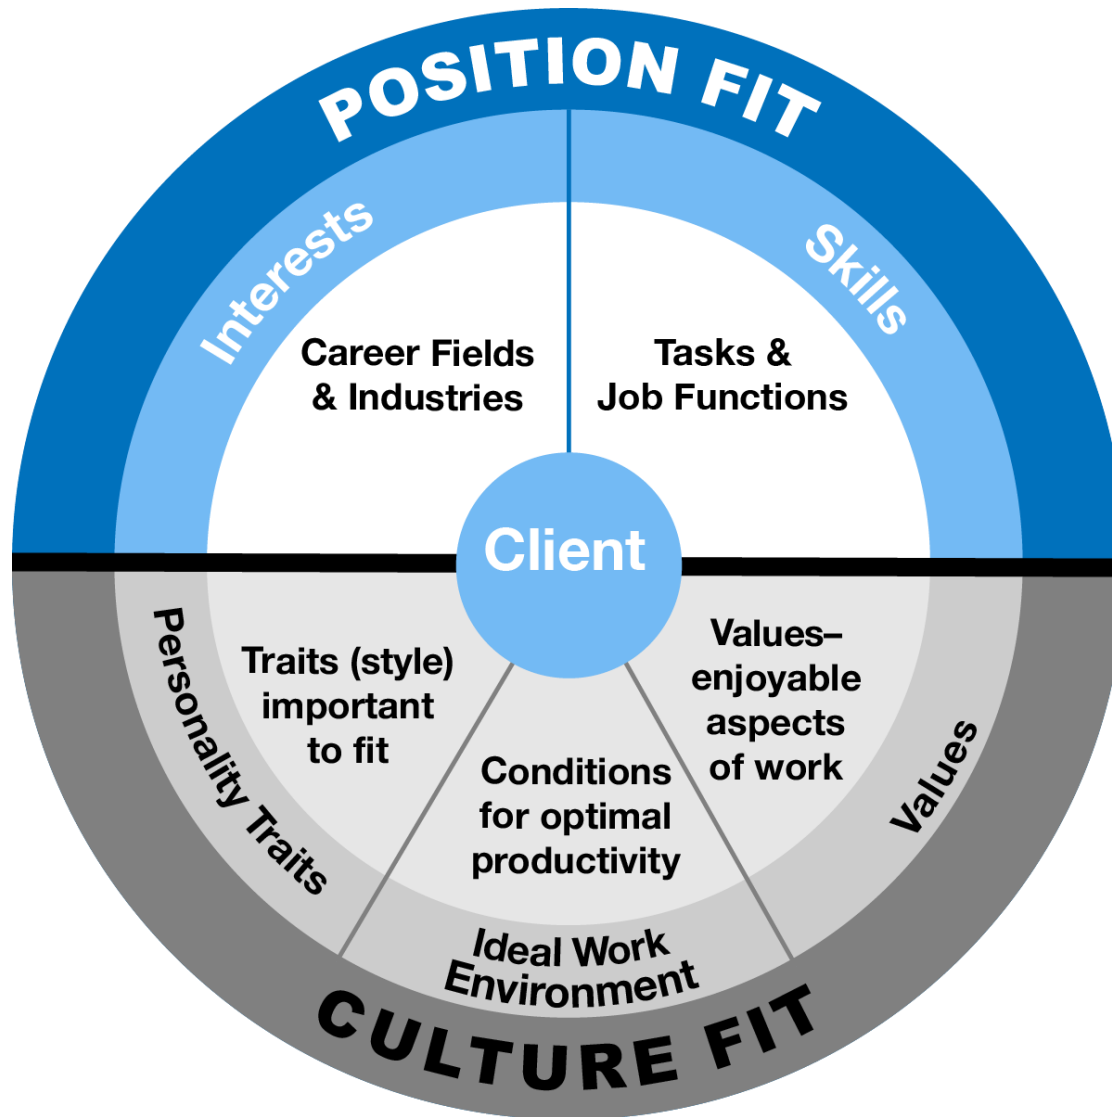 POSITION FIT
Interests
Skills
Career Fields
& Industries
Tasks &
Job Functions
Client
Personality Traits
Traits (style)
important
to fit
Conditions
for optimal
productivity
Values–
enjoyable
aspects
of work
Values
Ideal Work
Environment
CULTURE FIT